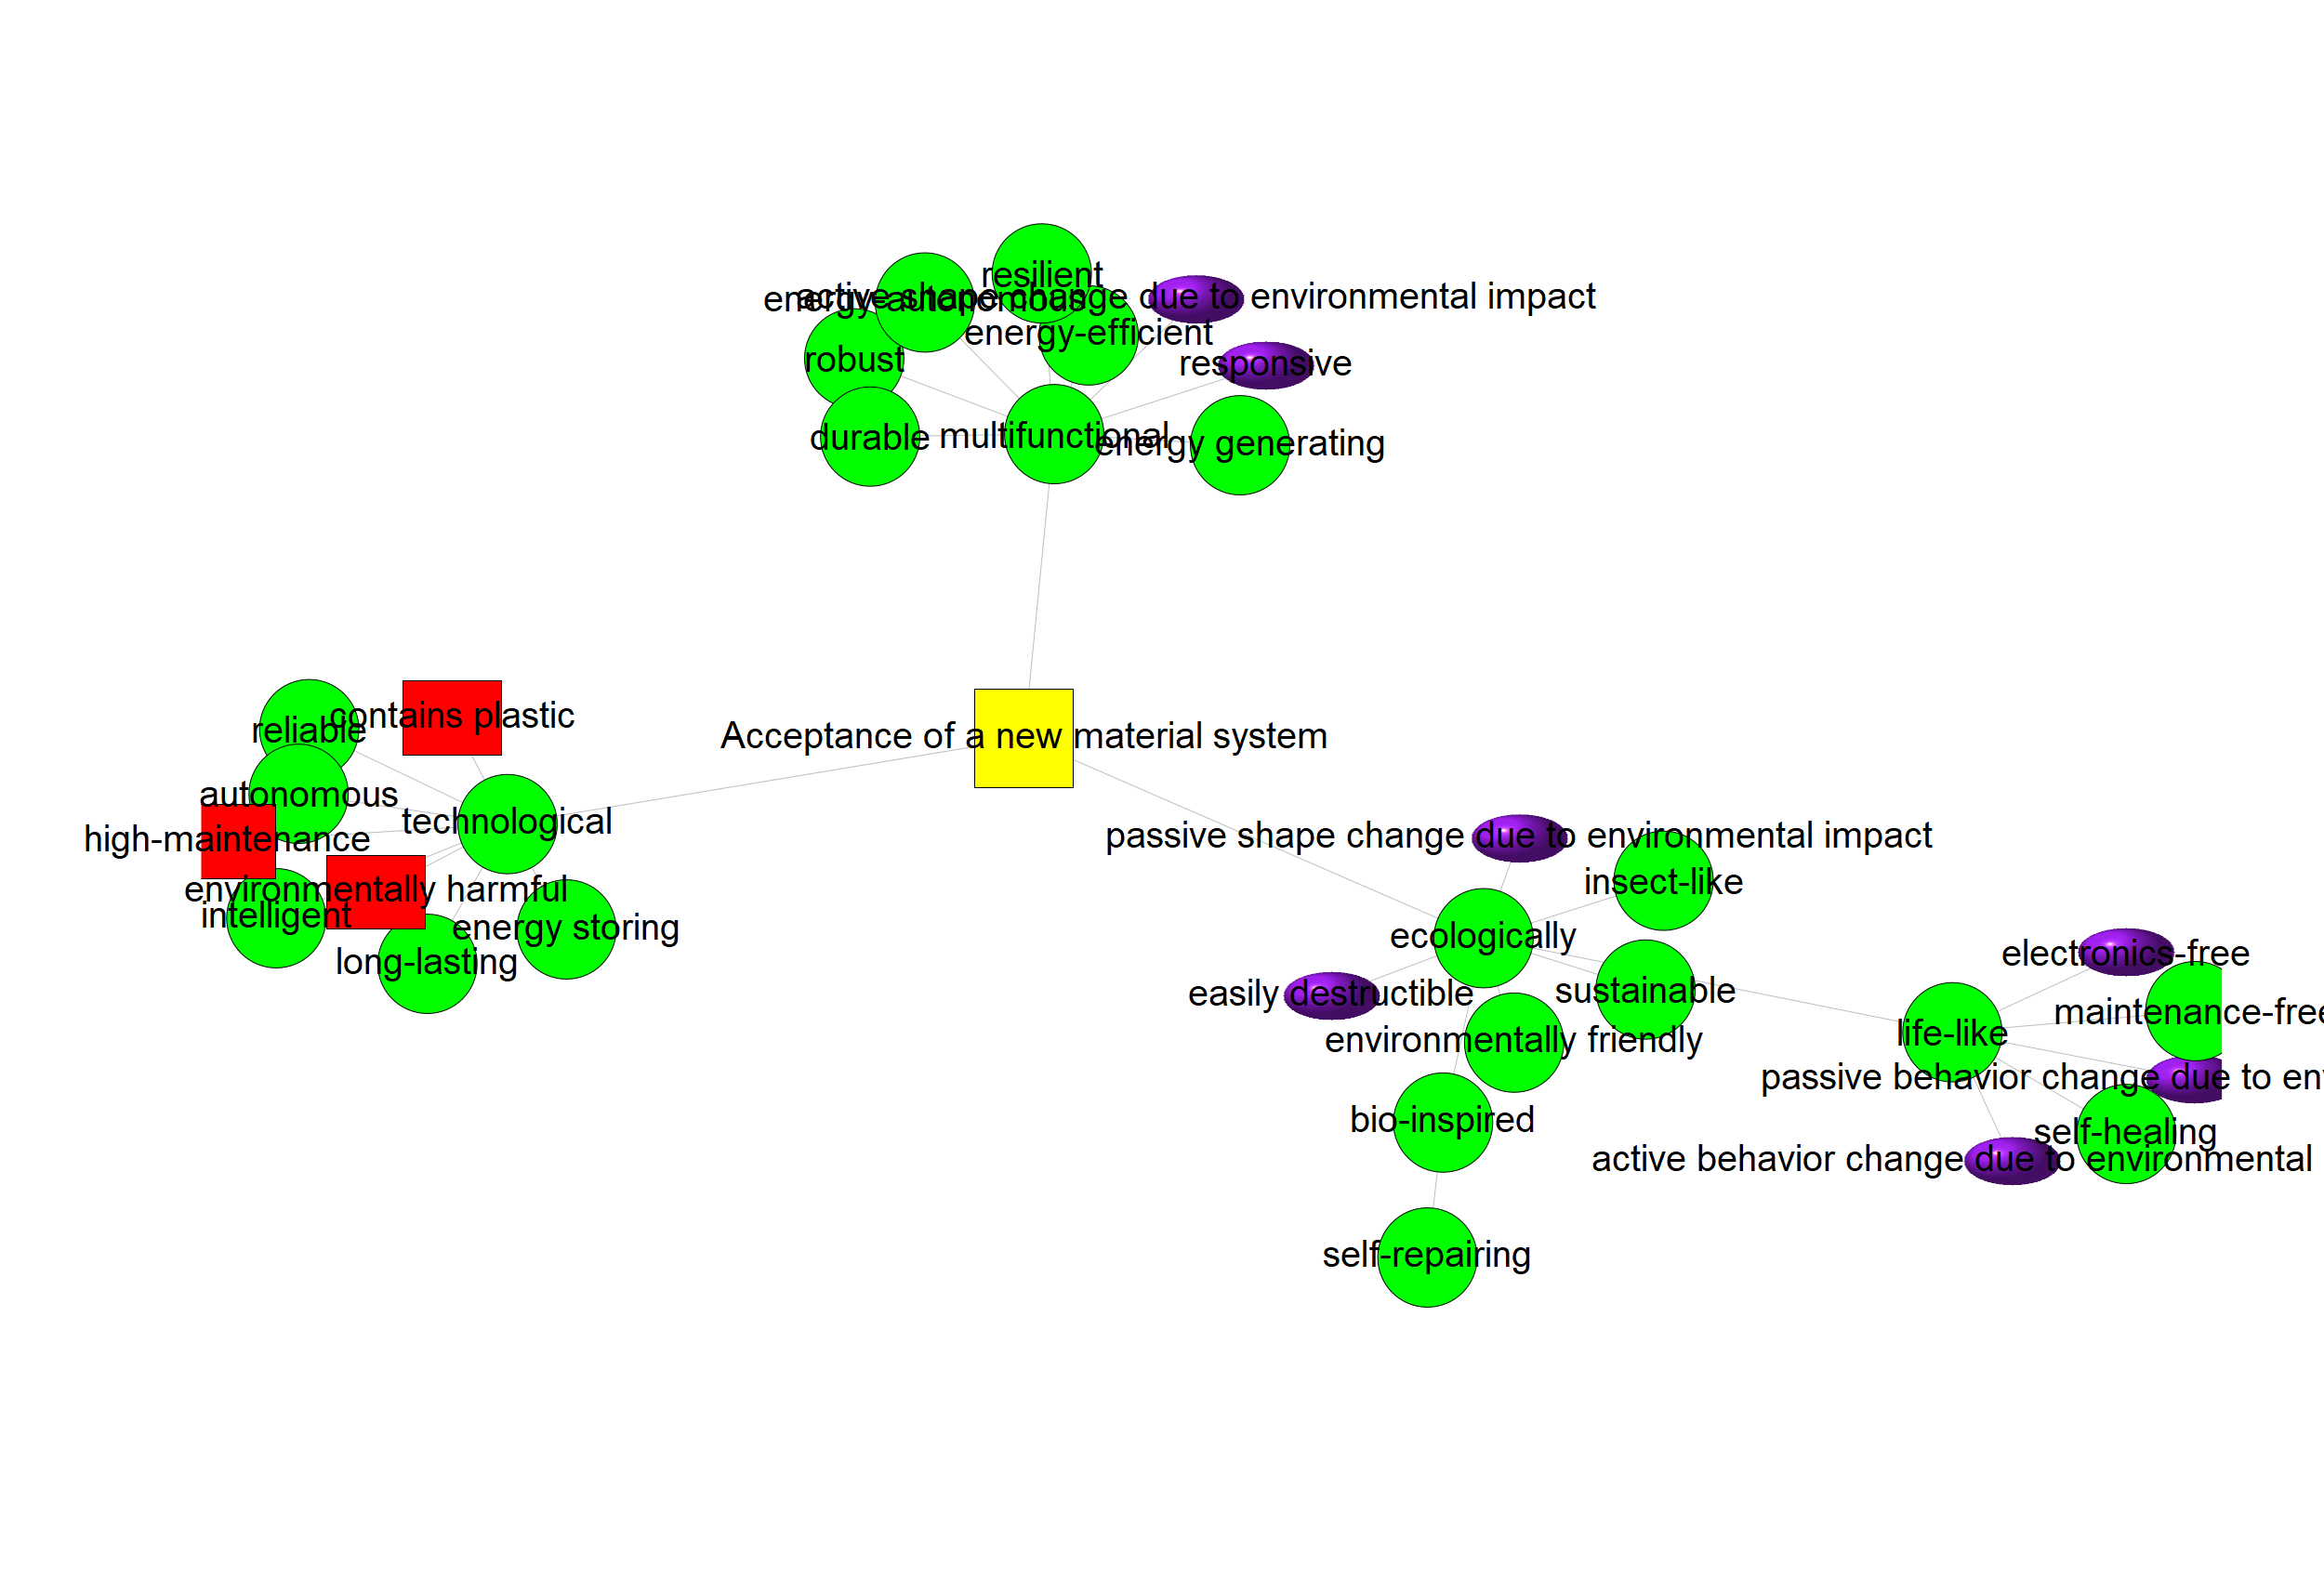 resilient
active shape change due to environmental impact
energy-autonomous
energy-efficient
robust
responsive
durable
multifunctional
energy generating
contains plastic
reliable
Acceptance of a new material system
autonomous
technological
high-maintenance
passive shape change due to environmental impact
environmentally harmful
insect-like
intelligent
energy storing
ecologically
long-lasting
electronics-free
easily destructible
sustainable
maintenance-free
environmentally friendly
life-like
passive behavior change due to env
bio-inspired
self-healing
active behavior change due to environmental
self-repairing